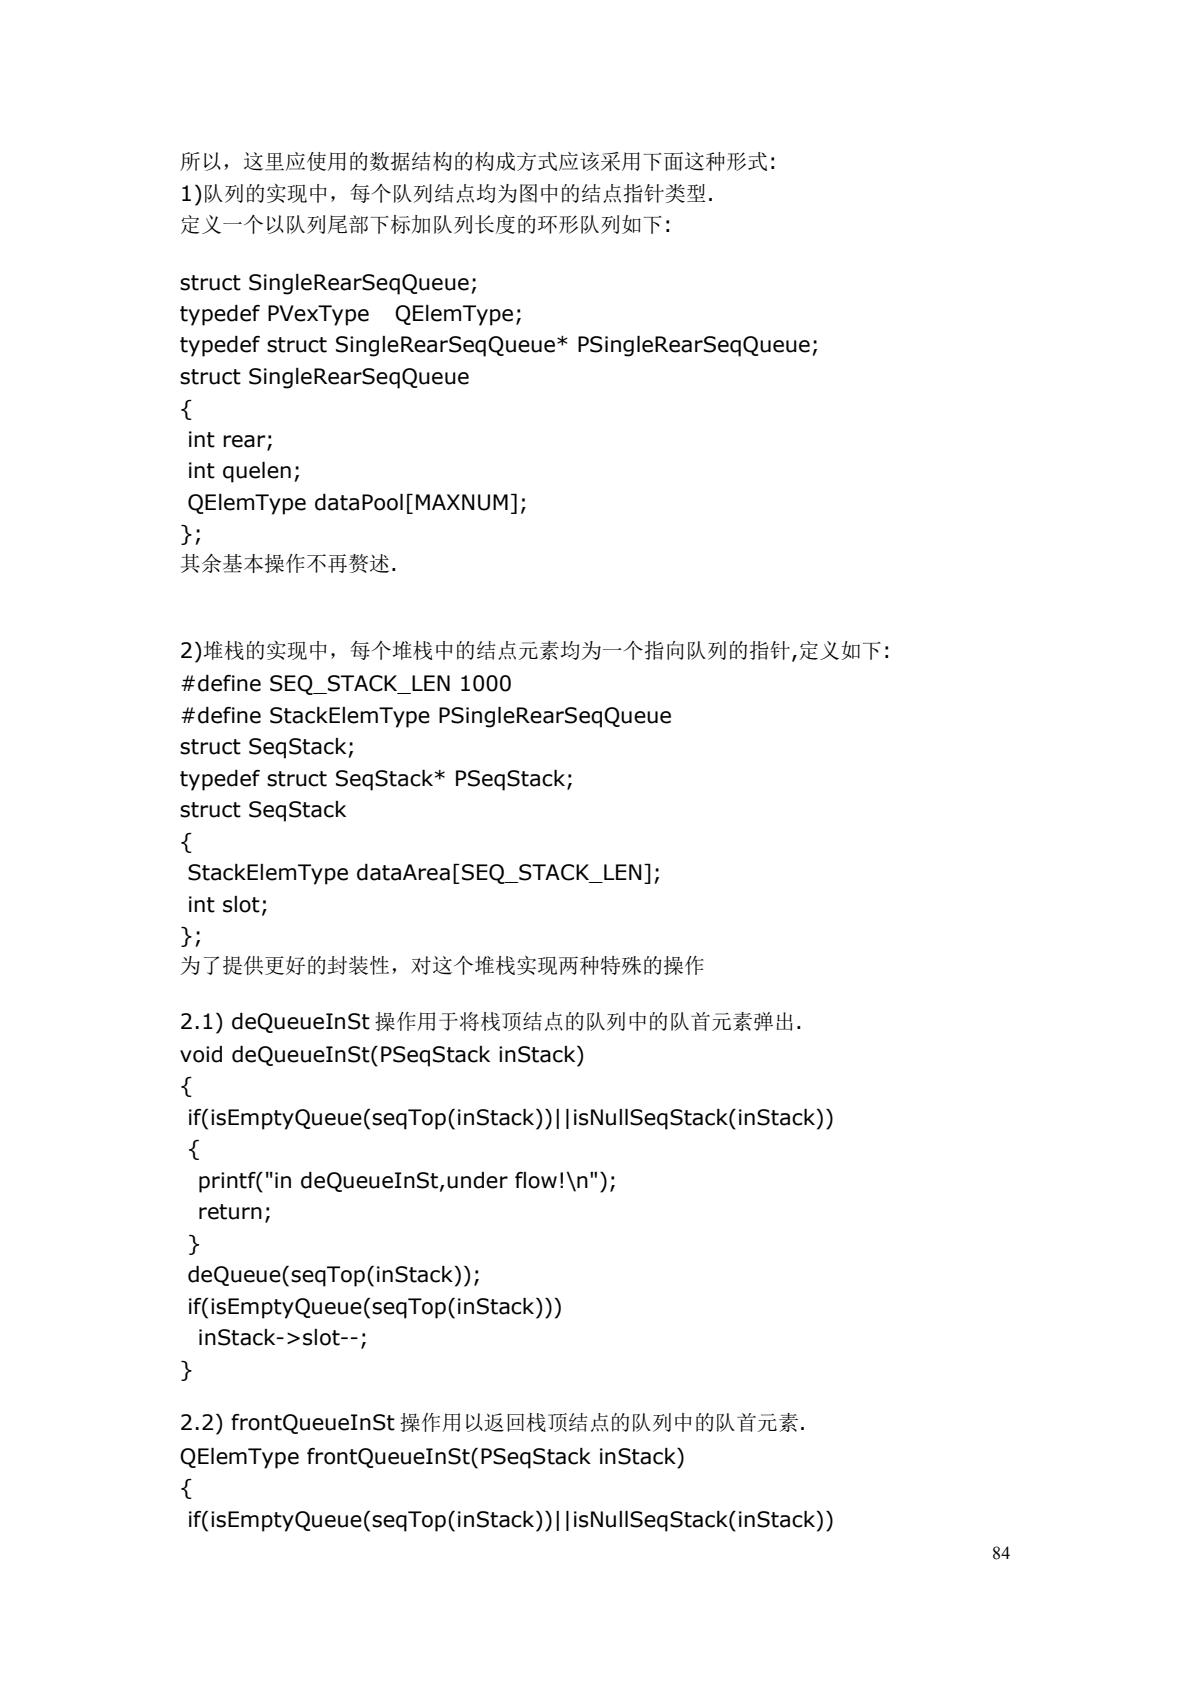 所以，这里应使用的数据结构的构成方式应该采用下面这种形式:
1)队列的实现中，每个队列结点均为图中的结点指针类型.
定义一个以队列尾部下标加队列长度的环形队列如下:
struct SingleRearSeqQueue;
typedef PVexType    QElemType;
typedef struct SingleRearSeqQueue* PSingleRearSeqQueue;
struct SingleRearSeqQueue
{
 int rear;
 int quelen;
 QElemType dataPool[MAXNUM];
};
其余基本操作不再赘述.
2)堆栈的实现中，每个堆栈中的结点元素均为一个指向队列的指针,定义如下:
#define SEQ_STACK_LEN 1000
#define StackElemType PSingleRearSeqQueue
struct SeqStack;
typedef struct SeqStack* PSeqStack;
struct SeqStack
{
 StackElemType dataArea[SEQ_STACK_LEN];
 int slot;
};
为了提供更好的封装性，对这个堆栈实现两种特殊的操作
2.1) deQueueInSt 操作用于将栈顶结点的队列中的队首元素弹出.
void deQueueInSt(PSeqStack inStack)
{
 if(isEmptyQueue(seqTop(inStack))||isNullSeqStack(inStack))
 {
  printf("in deQueueInSt,under flow!\n");
  return;
 }
 deQueue(seqTop(inStack));
 if(isEmptyQueue(seqTop(inStack)))
  inStack->slot--;
}
2.2) frontQueueInSt 操作用以返回栈顶结点的队列中的队首元素.
QElemType frontQueueInSt(PSeqStack inStack)
{
 if(isEmptyQueue(seqTop(inStack))||isNullSeqStack(inStack))
84